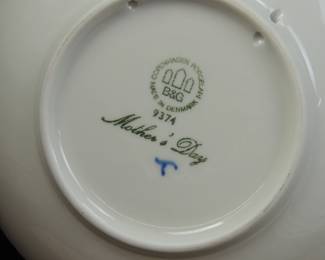 COPENHAGEN PORCELAIN
B&G
MADE IN DENMARK
9374
Mother's Day